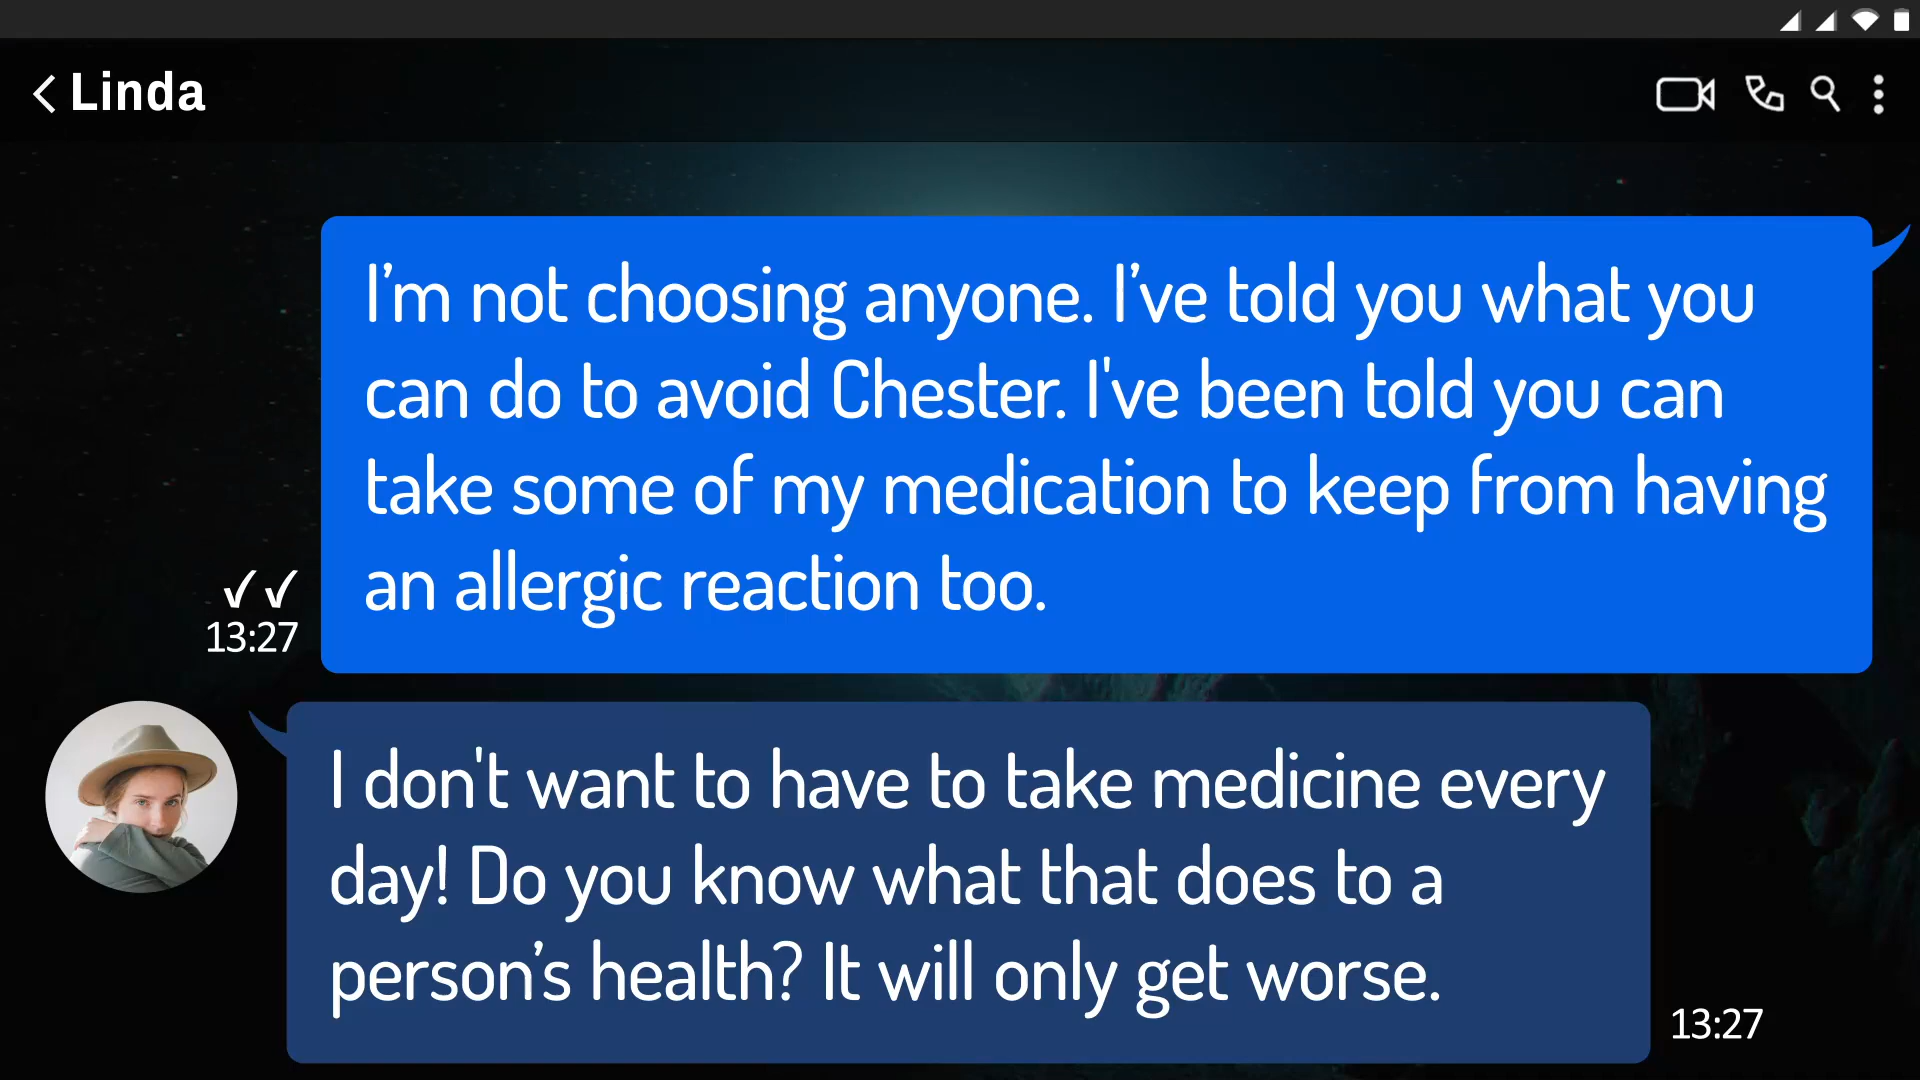 Linda
I’m not choosing anyone. I’ve told you what you
can do to avoid Chester. I've been told you can
take some of my medication to keep from having
an allergic reaction too.
13:27
I don't want to have to take medicine every
day! Do you know what that does to a
person’s health? It will only get worse.
13:27